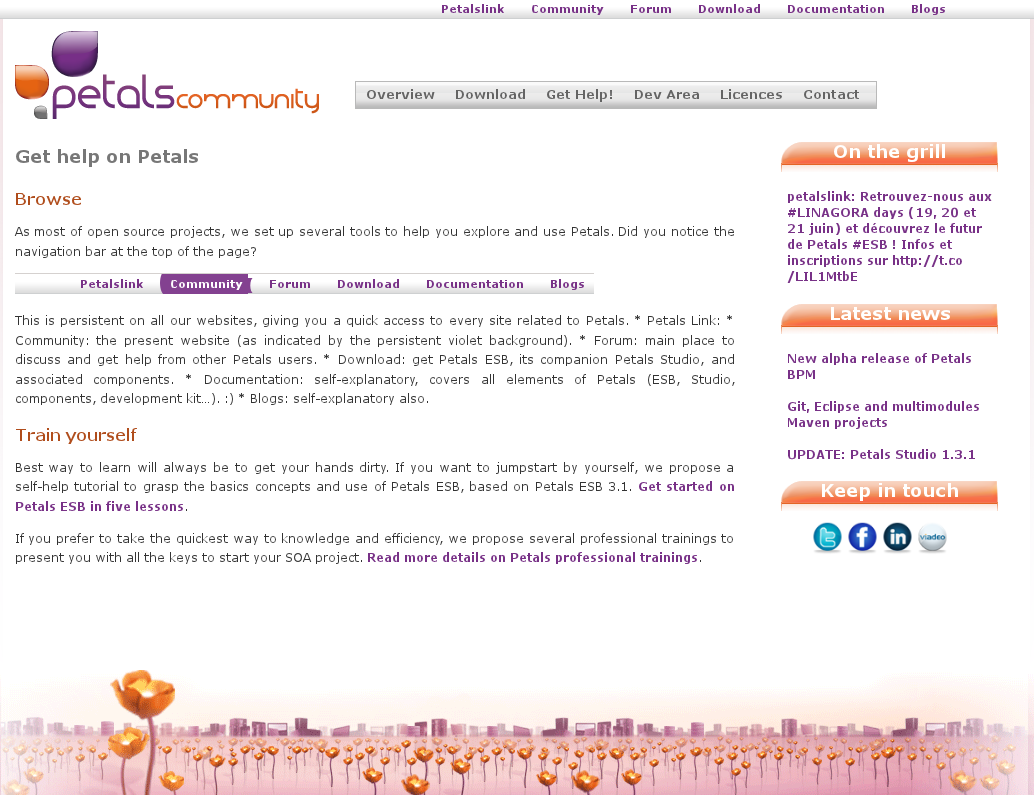 Petalslink Community Forum Download Documentation Blogs
petalscommunity
Overview Download Get Help! Dev Area Licences Contact
Get help on Petals
Browse
As most of open source projects, we set up several tools to help you explore and use Petals. Did you notice the
navigation bar at the top of the page?
Petalslink Community Forum Download Documentation Blogs
This is persistent on all our websites, giving you a quick access to every site related to Petals. * Petals Link: *
Community: the present website (as indicated by the persistent violet background). * Forum: main place to
discuss and get help from other Petals users. * Download: get Petals ESB, its companion Petals Studio, and
associated components. * Documentation: self-explanatory, covers all elements of Petals (ESB, Studio,
components, development kit...). :) * Blogs: self-explanatory also.
Train yourself
Best way to learn will always be to get your hands dirty. If you want to jumpstart by yourself, we propose a
self-help tutorial to grasp the basics concepts and use of Petals ESB, based on Petals ESB 3.1. Get started on
Petals ESB in five lessons.
If you prefer to take the quickest way to knowledge and efficiency, we propose several professional trainings to
present you with all the keys to start your SOA project. Read more details on Petals professional trainings.
On the grill
petalslink: Retrouvez-nous aux
#LINAGORA days (19, 20 et
21 juin) et découvrez le futur
de Petals #ESB ! Infos et
inscriptions sur http://t.co
/LIL1MtbE
Latest news
New alpha release of Petals
BPM
Git, Eclipse and multimodules
Maven projects
UPDATE: Petals Studio 1.3.1
Keep in touch
t f in viadeo